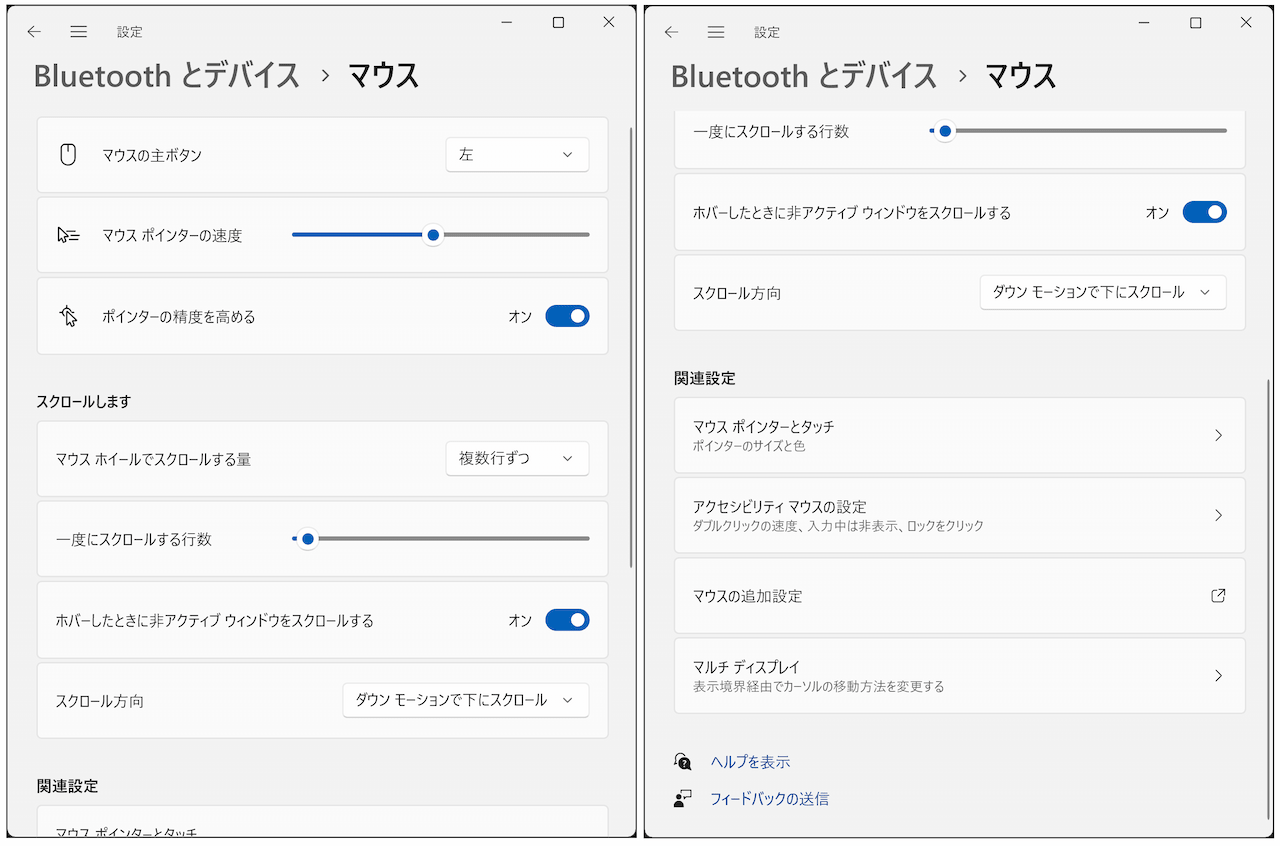 設定
Bluetooth とデバイス › マウス
マウスの主ボタン 左
マウス ポインターの速度
ポインターの精度を高める オン
スクロールします
マウス ホイールでスクロールする量 複数行ずつ
一度にスクロールする行数
ホバーしたときに非アクティブ ウィンドウをスクロールする オン
スクロール方向 ダウン モーションで下にスクロール
関連設定
マウス ポインターとタッチ
設定
Bluetooth とデバイス › マウス
一度にスクロールする行数
ホバーしたときに非アクティブ ウィンドウをスクロールする オン
スクロール方向 ダウン モーションで下にスクロール
関連設定
マウス ポインターとタッチ
ポインターのサイズと色
アクセシビリティ マウスの設定
ダブルクリックの速度、入力中は非表示、ロックをクリック
マウスの追加設定
マルチ ディスプレイ
表示境界経由でカーソルの移動方法を変更する
ヘルプを表示
フィードバックの送信